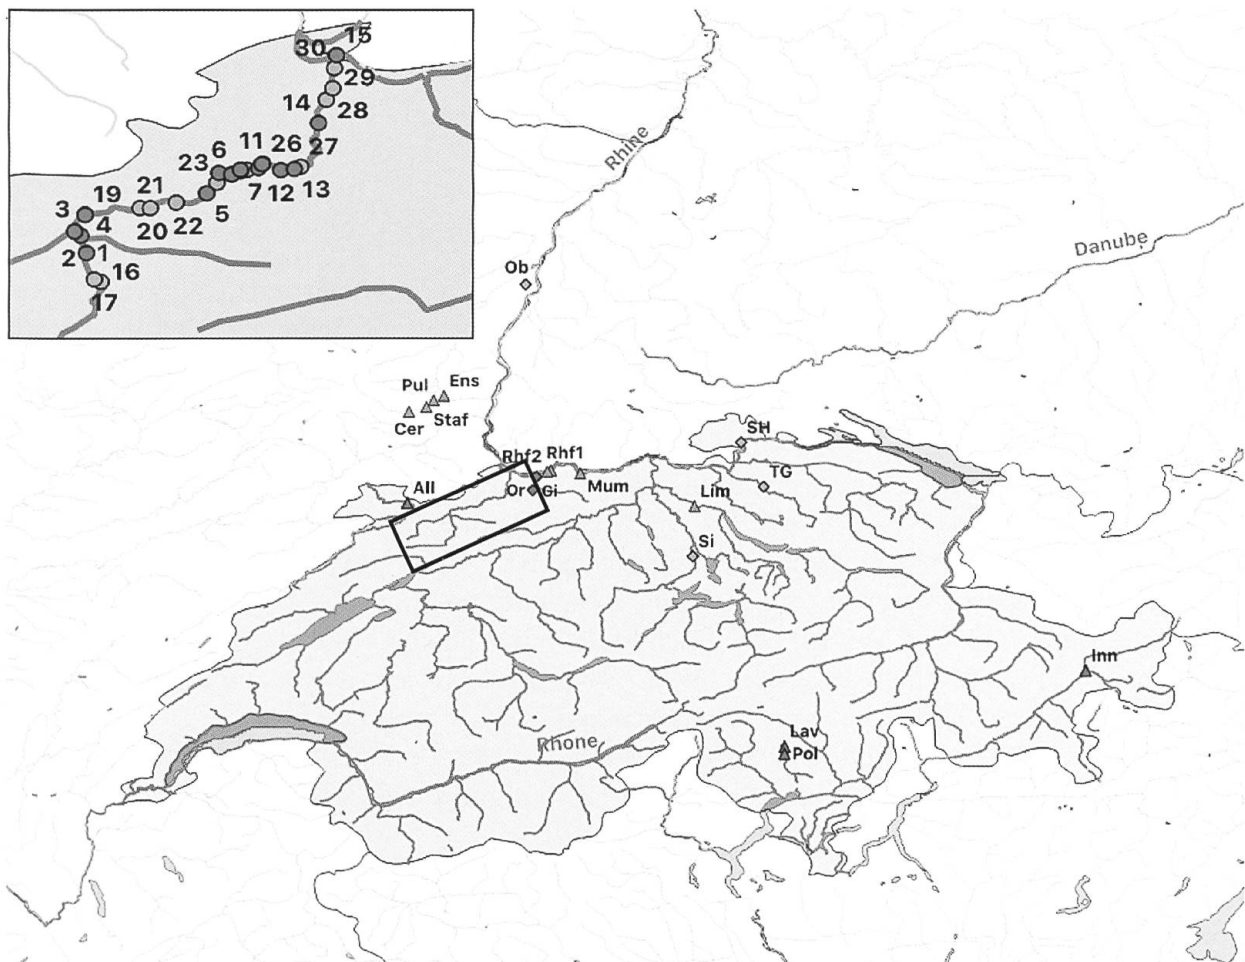 30 15
29
14 28
6 11 26 27
23
3 19 21 7 12 13
4 20 22 5
2 1 16
17
Rhine
Danube
Ob
Pul Ens
Cer Staf
SH
Rhf2 Rhf1
All Or Gi Mum Lim TG
Si
Inn
Rhone
Lav
Pol